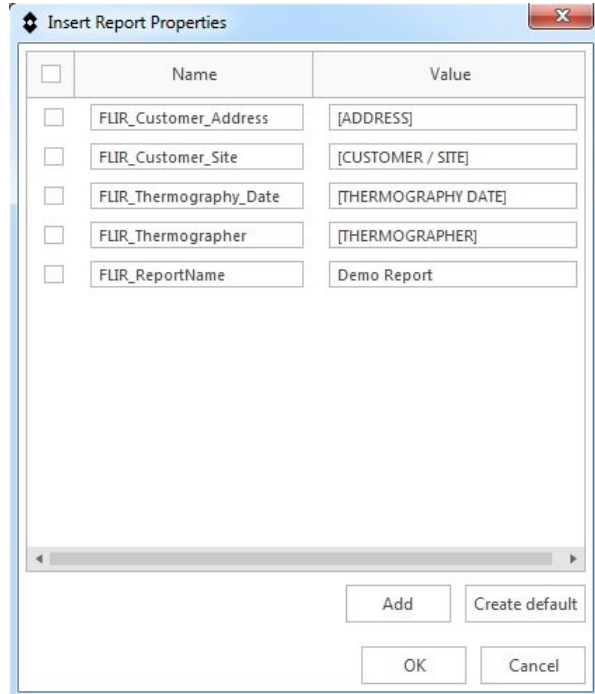 Insert Report Properties
Name Value
FLIR_Customer_Address [ADDRESS]
FLIR_Customer_Site [CUSTOMER / SITE]
FLIR_Thermography_Date [THERMOGRAPHY DATE]
FLIR_Thermographer [THERMOGRAPHER]
FLIR_ReportName Demo Report
Add Create default
OK Cancel